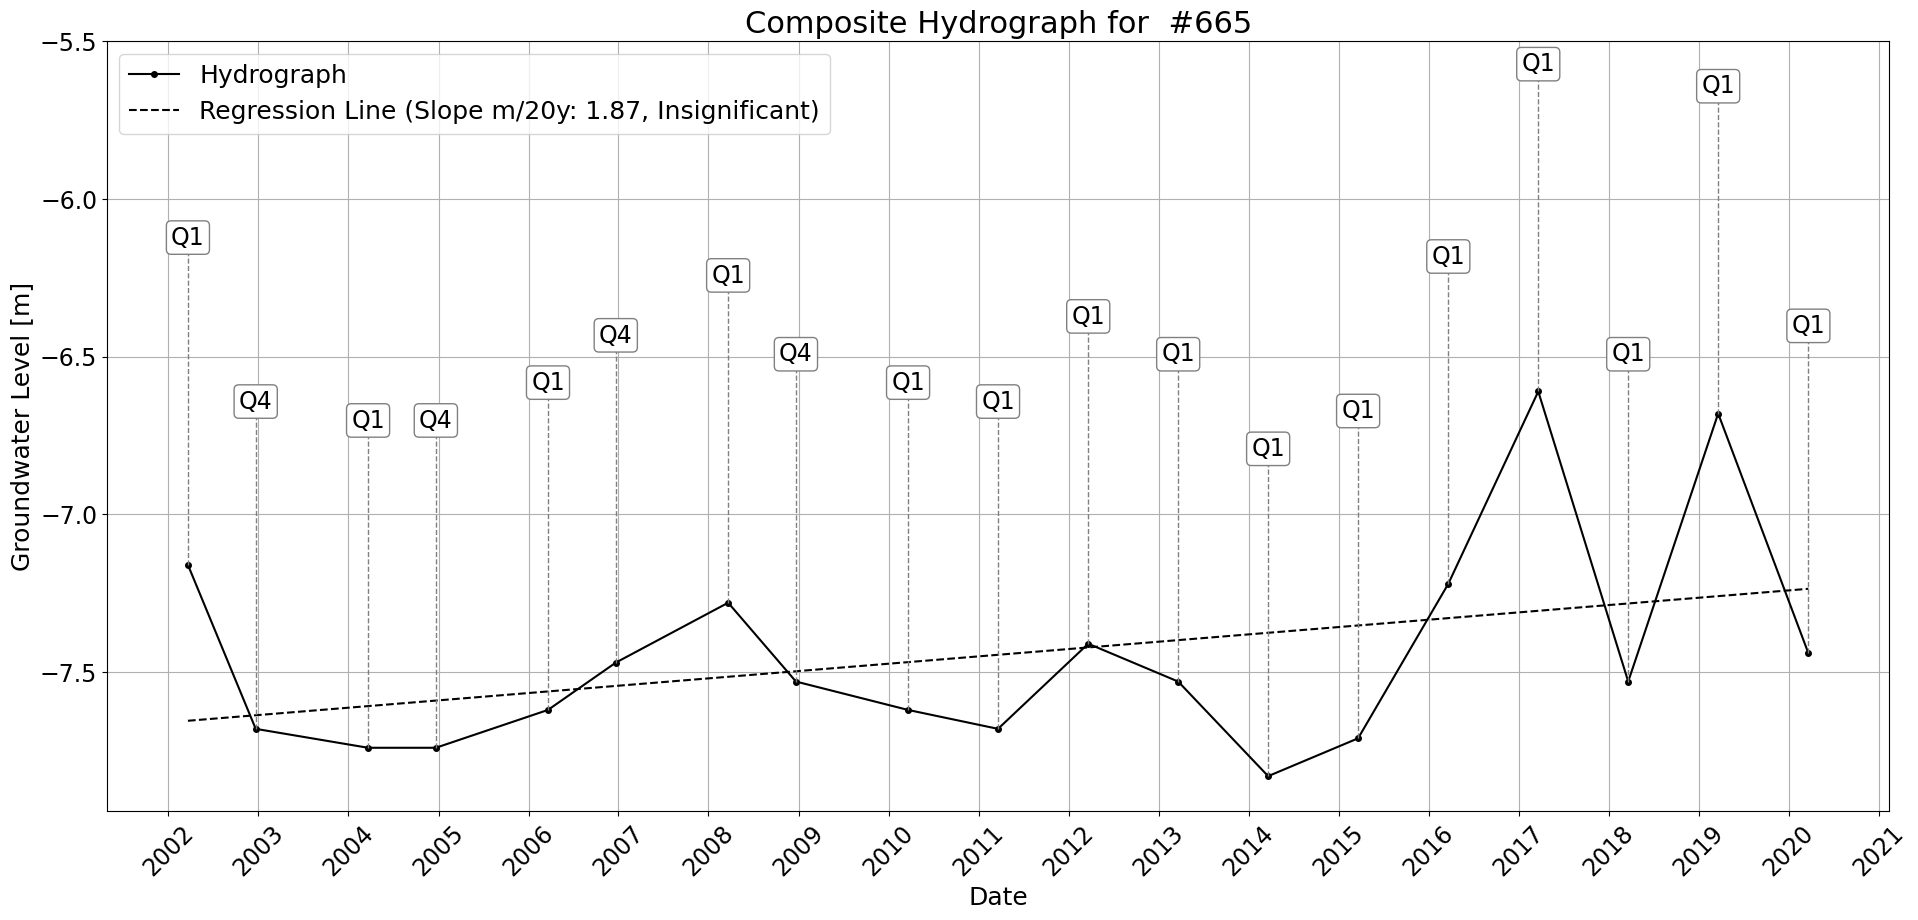 Composite Hydrograph for  #665
Hydrograph
Regression Line (Slope m/20y: 1.87, Insignificant)
Groundwater Level [m]
−5.5
−6.0
−6.5
−7.0
−7.5
Q1
Q4
Q1
Q4
Q1
Q4
Q1
Q4
Q1
Q1
Q1
Q1
Q1
Q1
Q1
Q1
Q1
Q1
Q1
2002
2003
2004
2005
2006
2007
2008
2009
2010
2011
2012
2013
2014
2015
2016
2017
2018
2019
2020
2021
Date